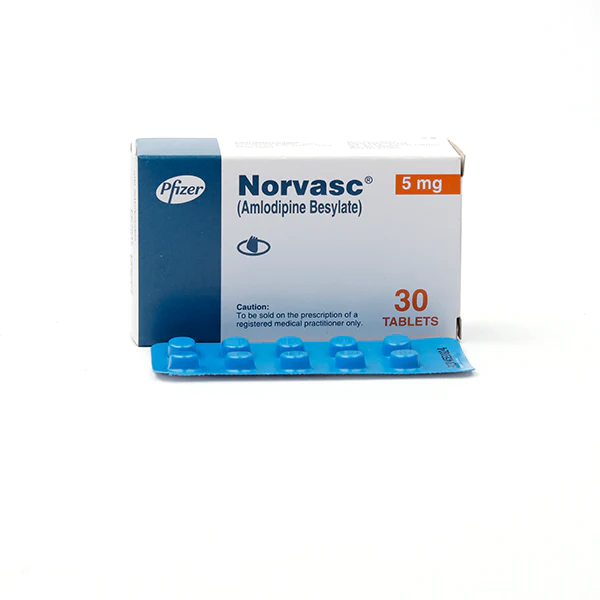 Pfizer
Norvasc®
(Amlodipine Besylate)
5 mg
Caution:
To be sold on the prescription of a
registered medical practitioner only.
30
TABLETS